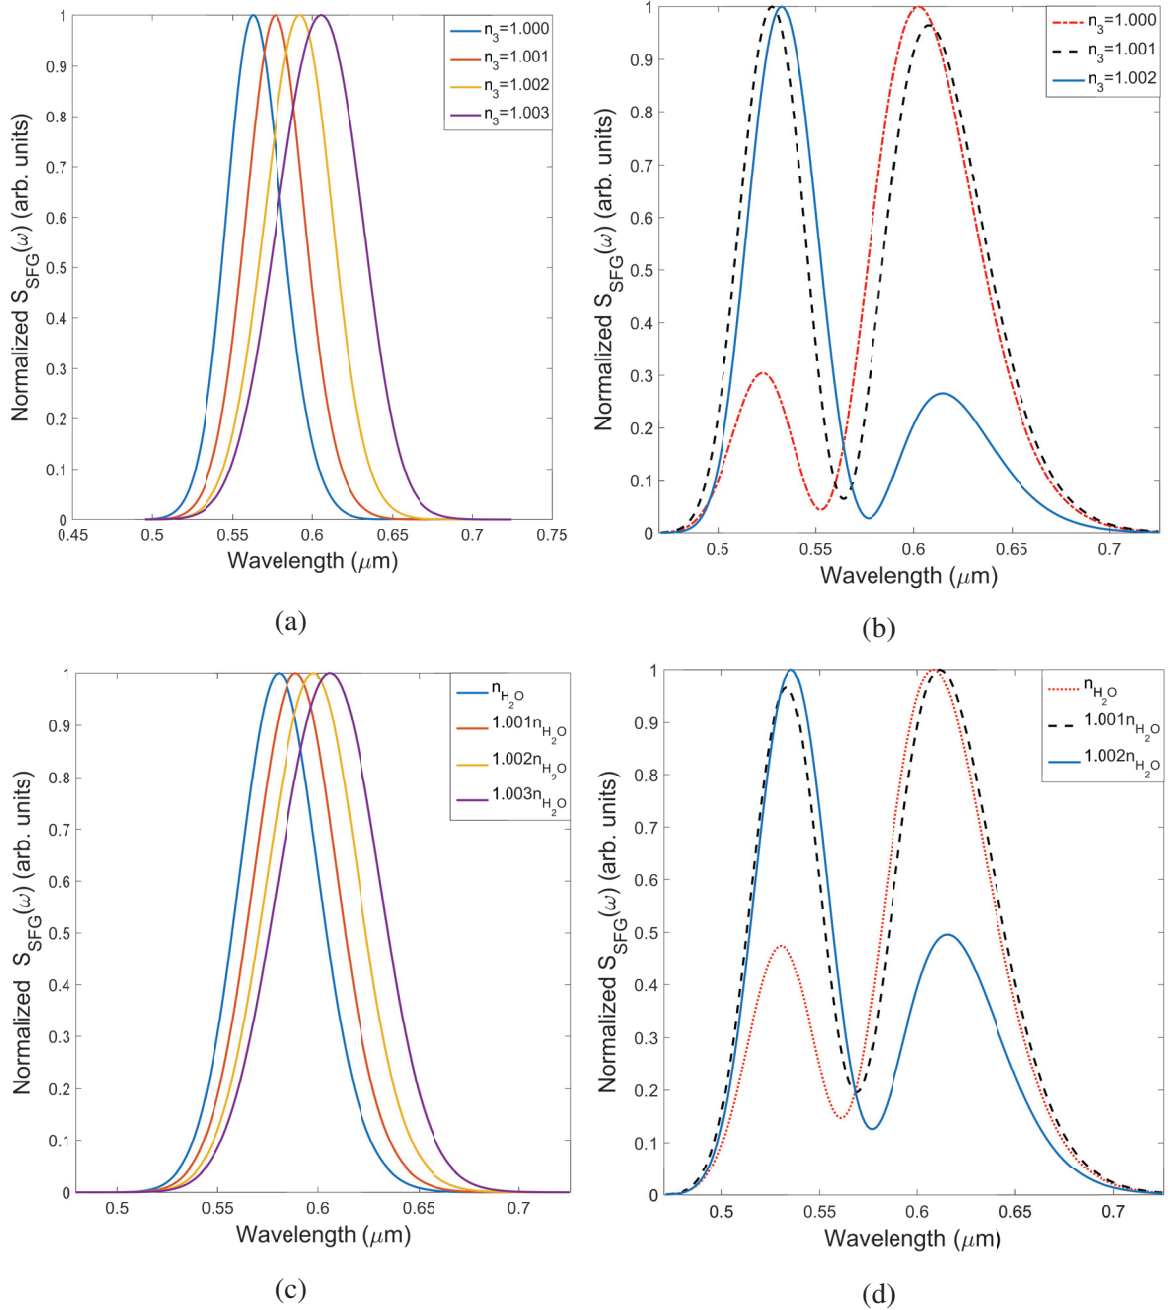 n3=1.000
n3=1.001
n3=1.002
n3=1.003
Normalized SSFG(ω) (arb. units)
1
0.9
0.8
0.7
0.6
0.5
0.4
0.3
0.2
0.1
0
0.45
0.5
0.55
0.6
0.65
0.7
0.75
Wavelength (μm)
(a)
n3=1.000
n3=1.001
n3=1.002
Normalized SSFG(ω) (arb. units)
1
0.9
0.8
0.7
0.6
0.5
0.4
0.3
0.2
0.1
0
0.5
0.55
0.6
0.65
0.7
Wavelength (μm)
(b)
nH2O
1.001nH2O
1.002nH2O
1.003nH2O
Normalized SSFG(ω) (arb. units)
1
0.9
0.8
0.7
0.6
0.5
0.4
0.3
0.2
0.1
0
0.5
0.55
0.6
0.65
0.7
Wavelength (μm)
(c)
nH2O
1.001nH2O
1.002nH2O
Normalized SSFG(ω) (arb. units)
1
0.9
0.8
0.7
0.6
0.5
0.4
0.3
0.2
0.1
0
0.5
0.55
0.6
0.65
0.7
Wavelength (μm)
(d)